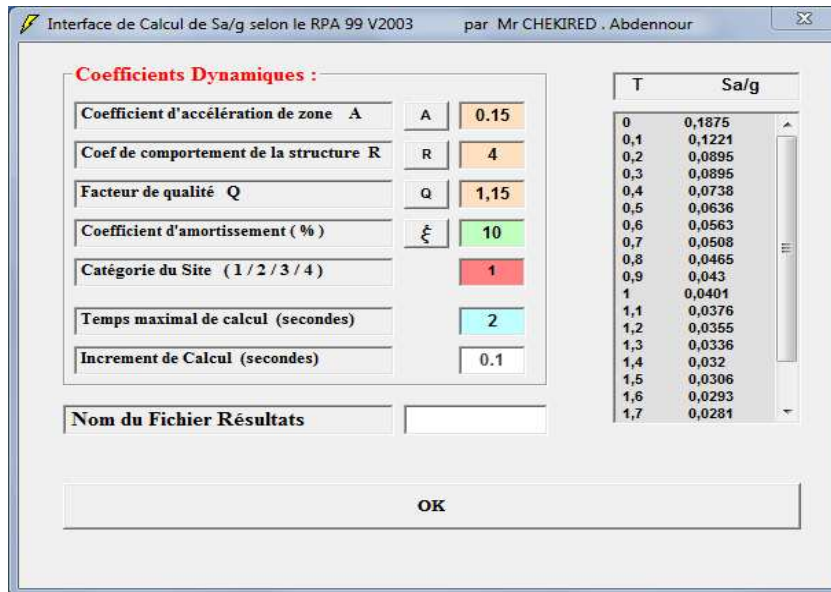 Interface de Calcul de Sa/g selon le RPA 99 V2003 par Mr CHEKIRED . Abdennour
Coefficients Dynamiques :
Coefficient d'accélération de zone A A 0.15
Coef de comportement de la structure R R 4
Facteur de qualité Q Q 1,15
Coefficient d'amortissement ( % ) ξ 10
Catégorie du Site ( 1 / 2 / 3 / 4 ) 1
Temps maximal de calcul (secondes) 2
Increment de Calcul (secondes) 0.1
Nom du Fichier Résultats
T Sa/g
0 0,1875
0,1 0,1221
0,2 0,0895
0,3 0,0895
0,4 0,0738
0,5 0,0636
0,6 0,0563
0,7 0,0508
0,8 0,0465
0,9 0,043
1 0,0401
1,1 0,0376
1,2 0,0355
1,3 0,0336
1,4 0,032
1,5 0,0306
1,6 0,0293
1,7 0,0281
OK